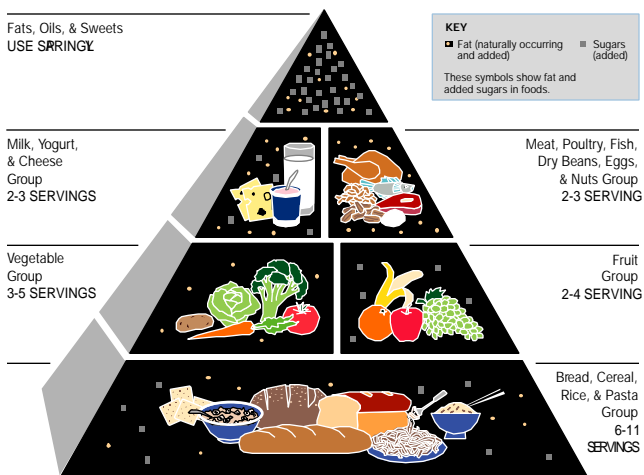 Fats, Oils, & Sweets
USE SPARINGLY
KEY
Fat (naturally occurring and added)
Sugars (added)
These symbols show fat and
added sugars in foods.
Milk, Yogurt,
& Cheese
Group
2-3 SERVINGS
Meat, Poultry, Fish,
Dry Beans, Eggs,
& Nuts Group
2-3 SERVING
Vegetable
Group
3-5 SERVINGS
Fruit
Group
2-4 SERVING
Bread, Cereal,
Rice, & Pasta
Group
6-11
SERVINGS